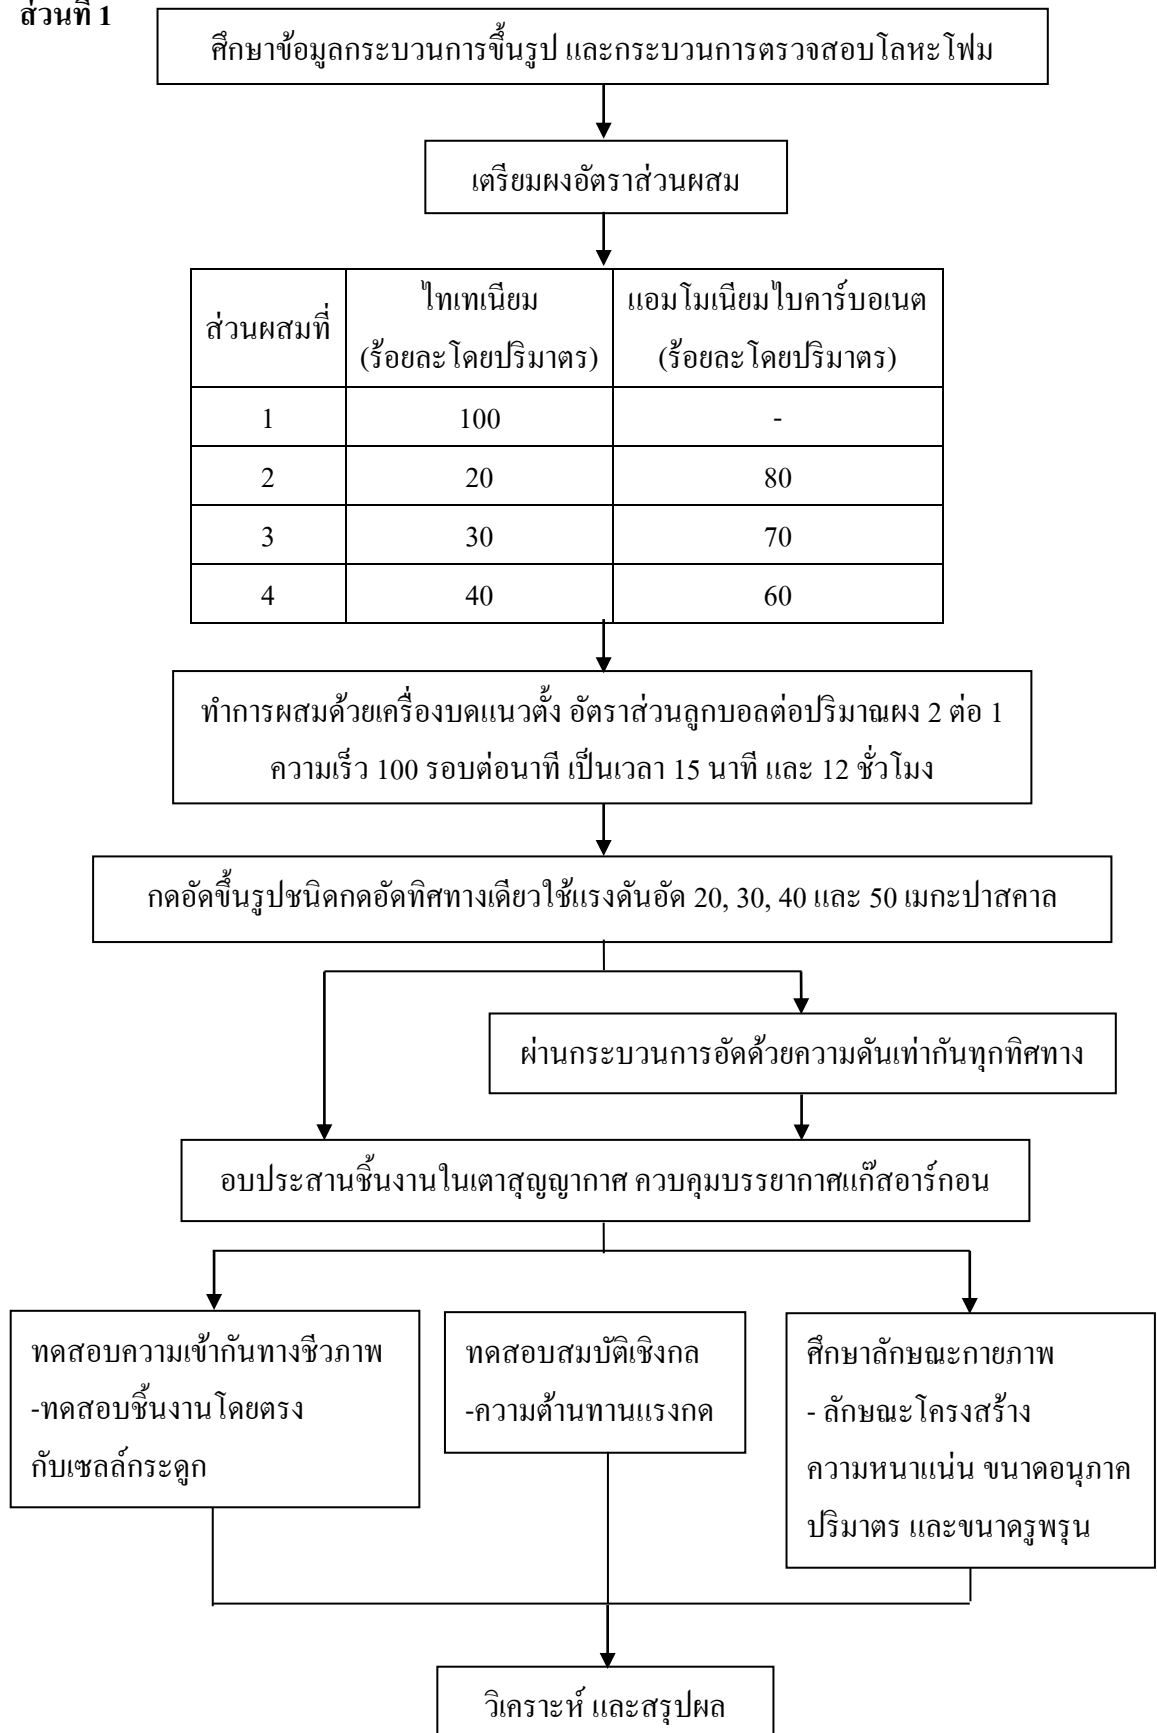 ส่วนที่ 1
ศึกษาข้อมูลกระบวนการขึ้นรูป และกระบวนการตรวจสอบโลหะโฟม
เตรียมผงอัตราส่วนผสม
ส่วนผสมที่ ไทเทเนียม (ร้อยละโดยปริมาตร) แอมโมเนียมไบคาร์บอเนต (ร้อยละโดยปริมาตร)
1 100 -
2 20 80
3 30 70
4 40 60
ทำการผสมด้วยเครื่องบดแนวตั้ง อัตราส่วนลูกบอลต่อปริมาณผง 2 ต่อ 1
ความเร็ว 100 รอบต่อนาที เป็นเวลา 15 นาที และ 12 ชั่วโมง
กดอัดขึ้นรูปชนิดกดอัดทิศทางเดียวใช้แรงดันอัด 20, 30, 40 และ 50 เมกะปาสคาล
ผ่านกระบวนการอัดด้วยความดันเท่ากันทุกทิศทาง
อบประสานชิ้นงานในเตาสุญญากาศ ควบคุมบรรยากาศแก๊สอาร์กอน
ทดสอบความเข้ากันทางชีวภาพ
-ทดสอบชิ้นงานโดยตรง
กับเซลล์กระดูก
ทดสอบสมบัติเชิงกล
-ความต้านทานแรงกด
ศึกษาลักษณะกายภาพ
- ลักษณะโครงสร้าง
ความหนาแน่น ขนาดอนุภาค
ปริมาตร และขนาดรูพรุน
วิเคราะห์ และสรุปผล